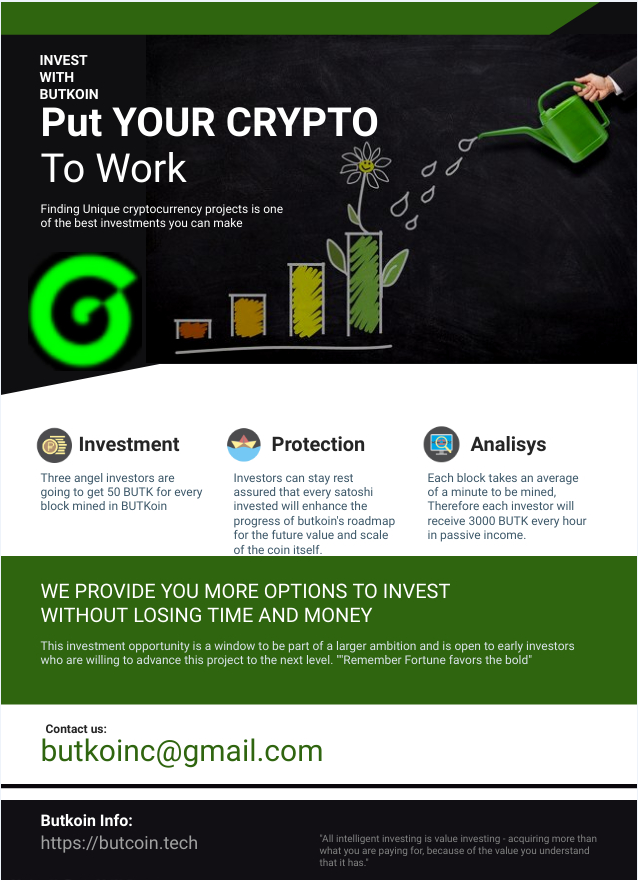 INVEST
WITH
BUTKOIN
Put YOUR CRYPTO
To Work
Finding Unique cryptocurrency projects is one
of the best investments you can make
Investment
Three angel investors are
going to get 50 BUTK for every
block mined in BUTKoin
Protection
Investors can stay rest
assured that every satoshi
invested will enhance the
progress of butkoin's roadmap
for the future value and scale
of the coin itself.
Analisys
Each block takes an average
of a minute to be mined,
Therefore each investor will
receive 3000 BUTK every hour
in passive income.
WE PROVIDE YOU MORE OPTIONS TO INVEST
WITHOUT LOSING TIME AND MONEY
This investment opportunity is a window to be part of a larger ambition and is open to early investors
who are willing to advance this project to the next level. ""Remember Fortune favors the bold"
Contact us:
butkoinc@gmail.com
Butkoin Info:
https://butcoin.tech
"All intelligent investing is value investing - acquiring more than
what you are paying for, because of the value you understand
that it has."